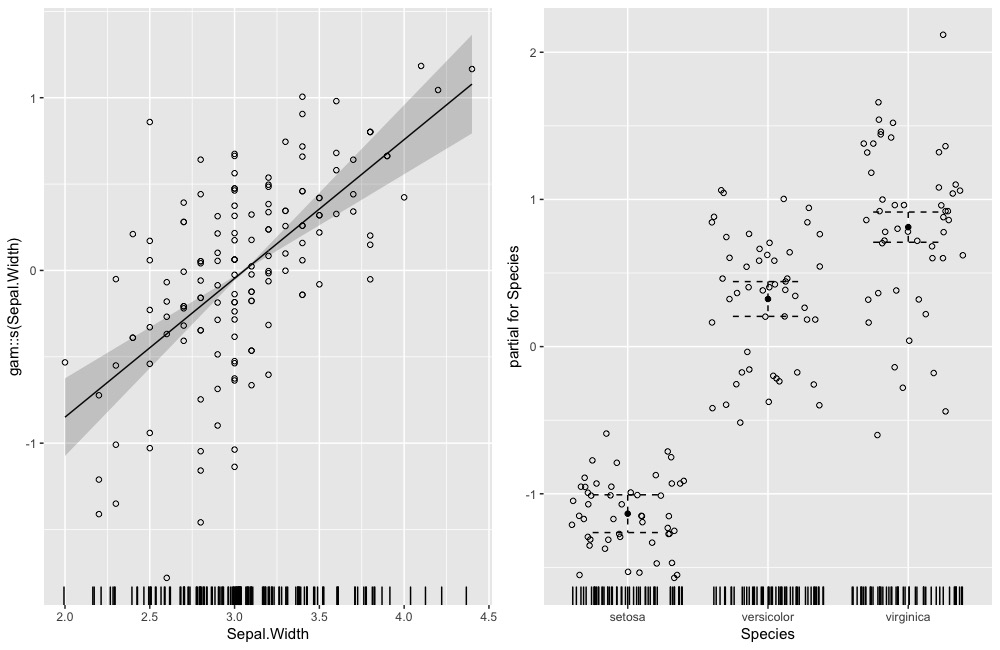 gam::s(Sepal.Width)
1
0
-1
2.0
2.5
3.0
3.5
4.0
4.5
Sepal.Width
partial for Species
2
1
0
-1
setosa
versicolor
virginica
Species